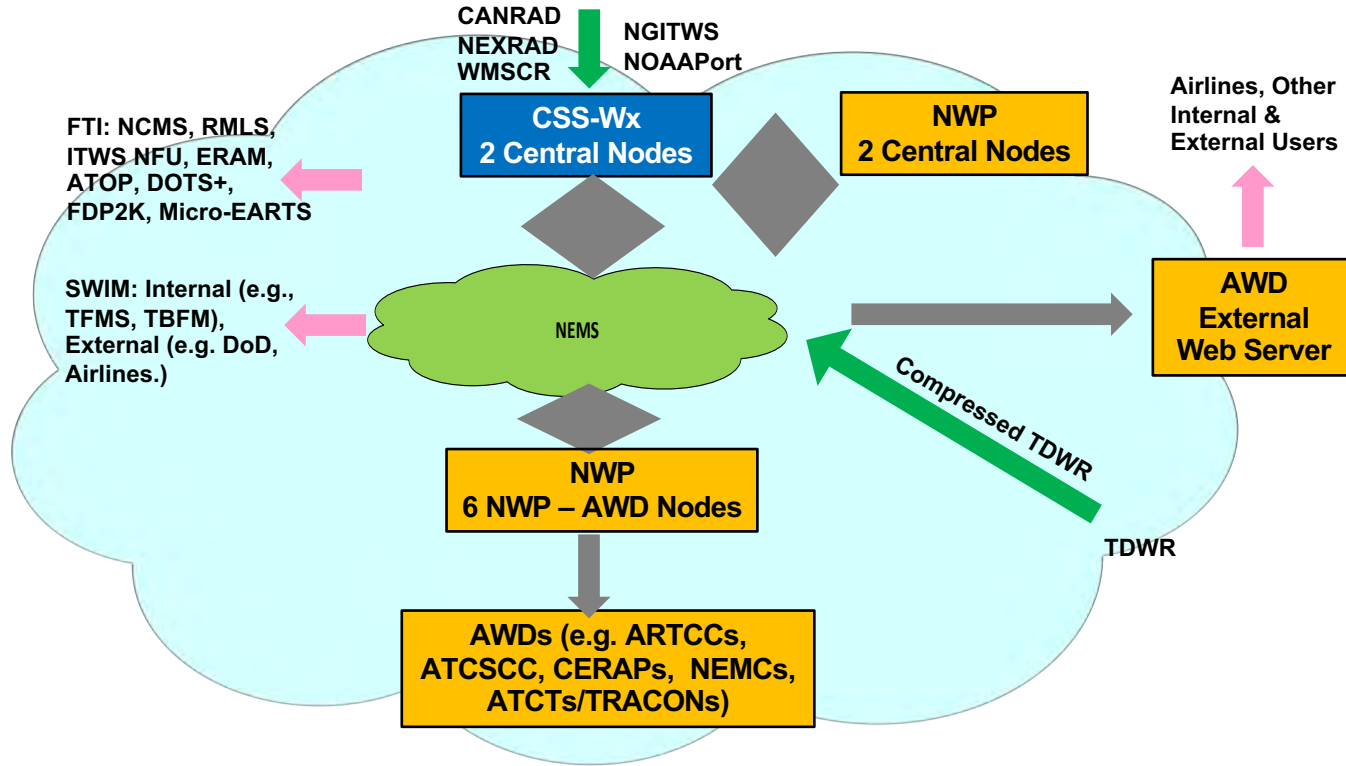 CANRAD
NEXRAD
WMSCR
NGITWS
NOAAPort
CSS-Wx
2 Central Nodes
NWP
2 Central Nodes
Airlines, Other
Internal &
External Users
FTI: NCMS, RMLS,
ITWS NFU, ERAM,
ATOP, DOTS+,
FDP2K, Micro-EARTS
SWIM: Internal (e.g.,
TFMS, TBFM),
External (e.g. DoD,
Airlines.)
NEMS
AWD
External
Web Server
Compressed TDWR
TDWR
NWP
6 NWP – AWD Nodes
AWDs (e.g. ARTCCs,
ATCSCC, CERAPs, NEMCs,
ATCTs/TRACONs)